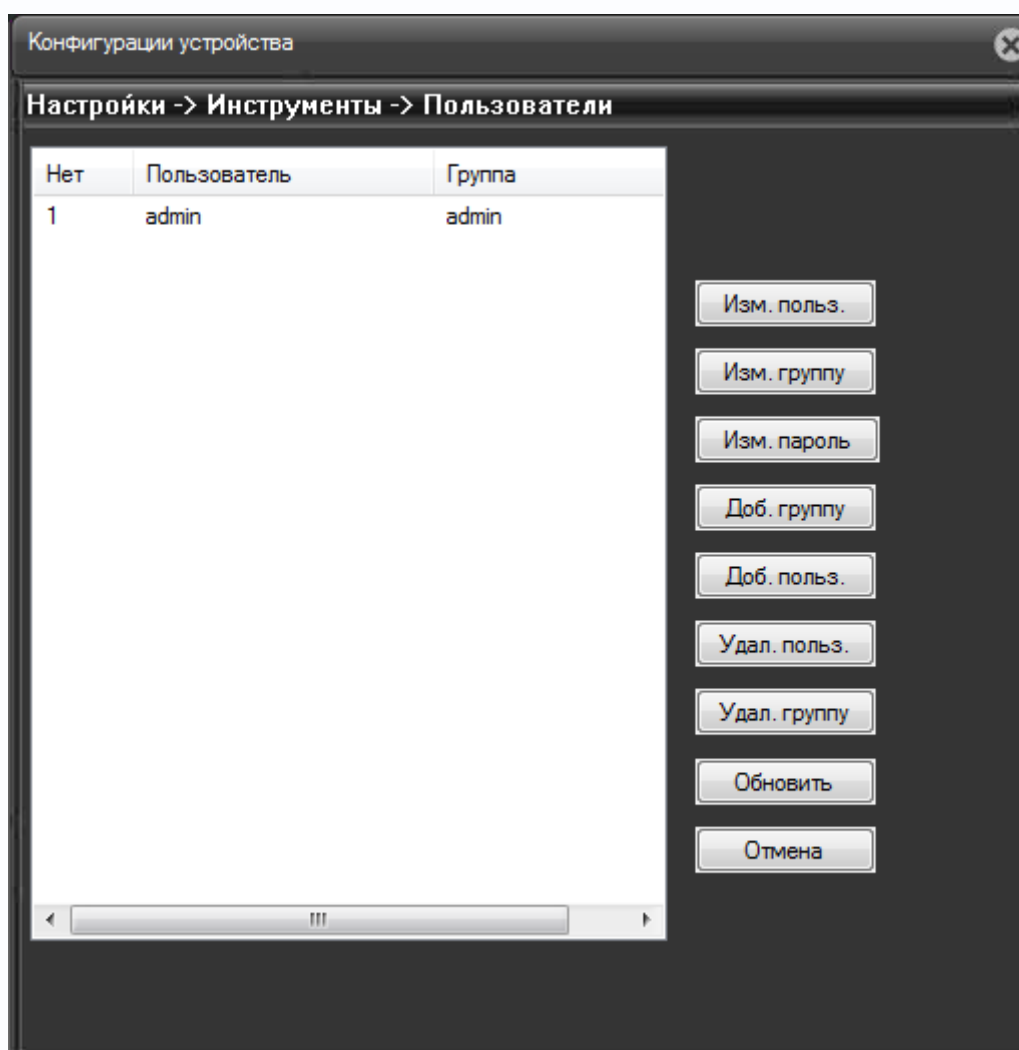 Конфигурации устройства
Настройки -> Инструменты -> Пользователи
Нет Пользователь Группа
1 admin admin
Изм. польз.
Изм. группу
Изм. пароль
Доб. группу
Доб. польз.
Удал. польз.
Удал. группу
Обновить
Отмена